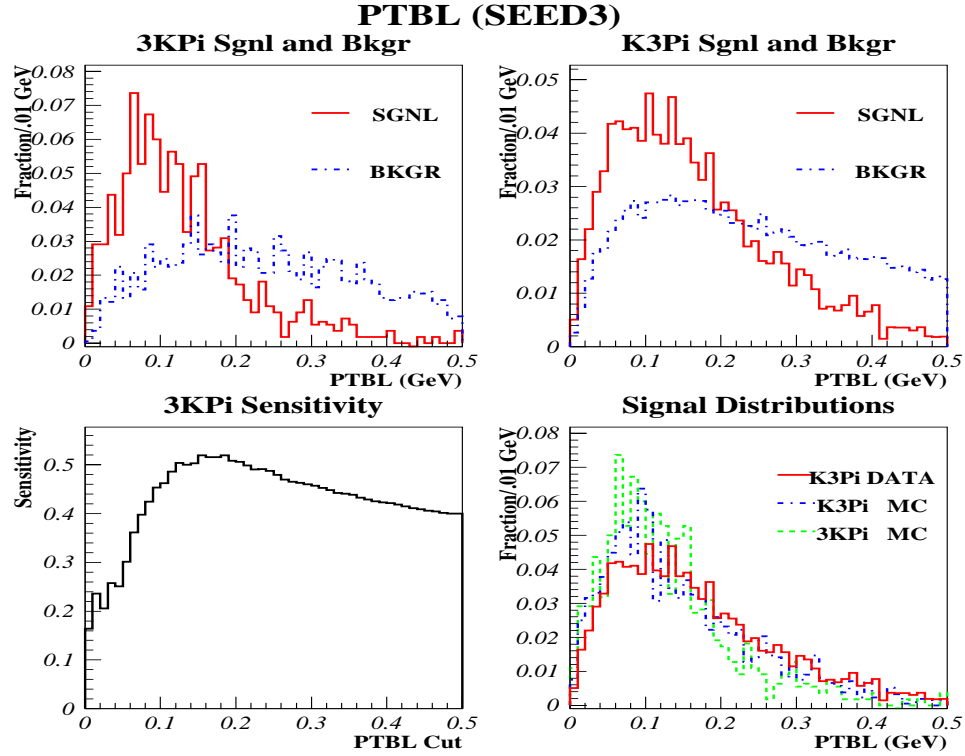 PTBL (SEED3)
3KPi Sgnl and Bkgr
Fraction/.01 GeV
0.08
0.07
0.06
0.05
0.04
0.03
0.02
0.01
0
SGNL
BKGR
0 0.1 0.2 0.3 0.4 0.5
PTBL (GeV)
K3Pi Sgnl and Bkgr
Fraction/.01 GeV
0.05
0.04
0.03
0.02
0.01
0
SGNL
BKGR
0 0.1 0.2 0.3 0.4 0.5
PTBL (GeV)
3KPi Sensitivity
Sensitivity
0.5
0.4
0.3
0.2
0.1
0
0 0.1 0.2 0.3 0.4 0.5
PTBL Cut
Signal Distributions
Fraction/.01 GeV
0.08
0.07
0.06
0.05
0.04
0.03
0.02
0.01
0
K3Pi DATA
K3Pi MC
3KPi MC
0 0.1 0.2 0.3 0.4 0.5
PTBL (GeV)